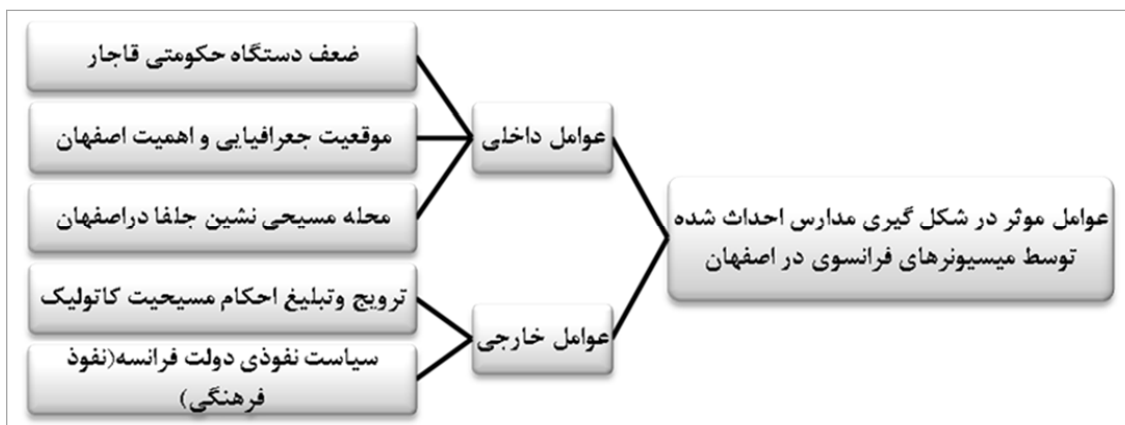 عوامل موثر در شکل گیری مدارس احداث شده
توسط میسیونرهای فرانسوی در اصفهان
عوامل داخلی
ضعف دستگاه حکومتی قاجار
موقعیت جعرافیایی و اهمیت اصفهان
محله مسیحی نشین جلفا دراصفهان
عوامل خارجی
ترویج وتبلیغ احکام مسیحیت کاتولیک
سیاست نفوذی دولت فرانسه(نفوذ
فرهنگی)